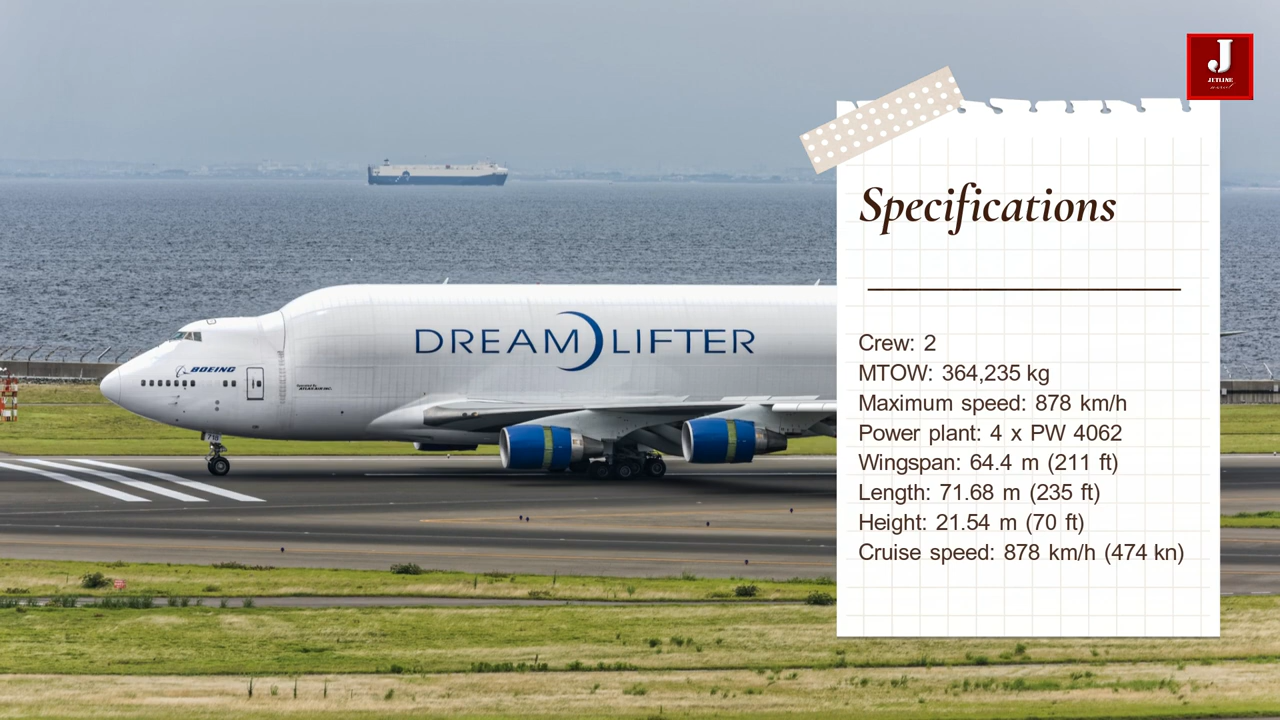 J
JETLINE
Specifications
DREAMLIFTER
BOEING
Crew: 2
MTOW: 364,235 kg
Maximum speed: 878 km/h
Power plant: 4 x PW 4062
Wingspan: 64.4 m (211 ft)
Length: 71.68 m (235 ft)
Height: 21.54 m (70 ft)
Cruise speed: 878 km/h (474 kn)